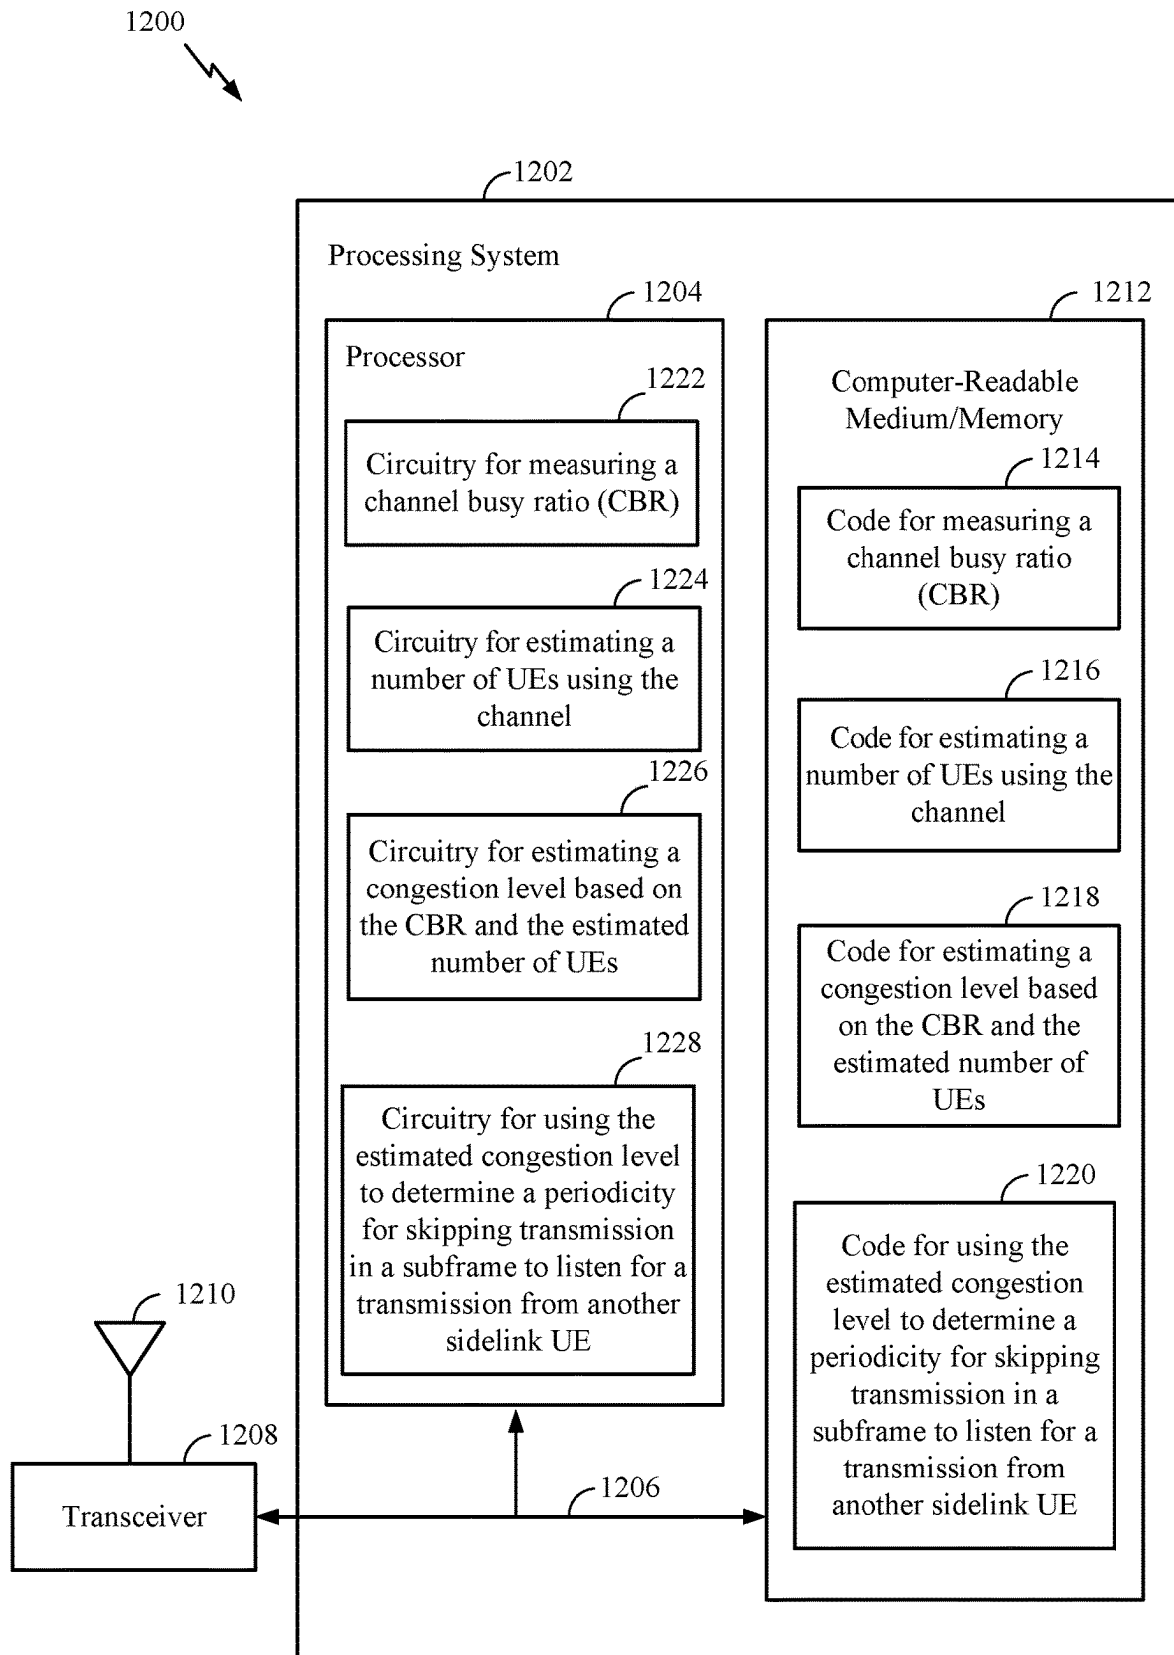 1200
1202
Processing System
1204
Processor
1222
Circuitry for measuring a
channel busy ratio (CBR)
1224
Circuitry for estimating a
number of UEs using the
channel
1226
Circuitry for estimating a
congestion level based on
the CBR and the estimated
number of UEs
1228
Circuitry for using the
estimated congestion level
to determine a periodicity
for skipping transmission
in a subframe to listen for a
transmission from another
sidelink UE
1212
Computer-Readable
Medium/Memory
1214
Code for measuring a
channel busy ratio
(CBR)
1216
Code for estimating a
number of UEs using the
channel
1218
Code for estimating a
congestion level based
on the CBR and the
estimated number of
UEs
1220
Code for using the
estimated congestion
level to determine a
periodicity for skipping
transmission in a
subframe to listen for a
transmission from
another sidelink UE
1210
1208
Transceiver
1206